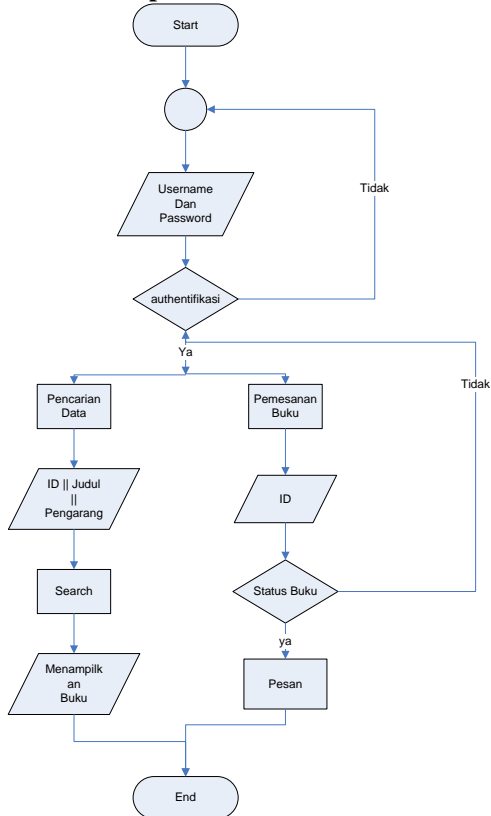 Start
Username
Dan
Password
Tidak
authentifikasi
Ya
Tidak
Pencarian
Data
Pemesanan
Buku
ID || Judul
||
Pengarang
ID
Search
Status Buku
ya
Menampilk
an
Buku
Pesan
End